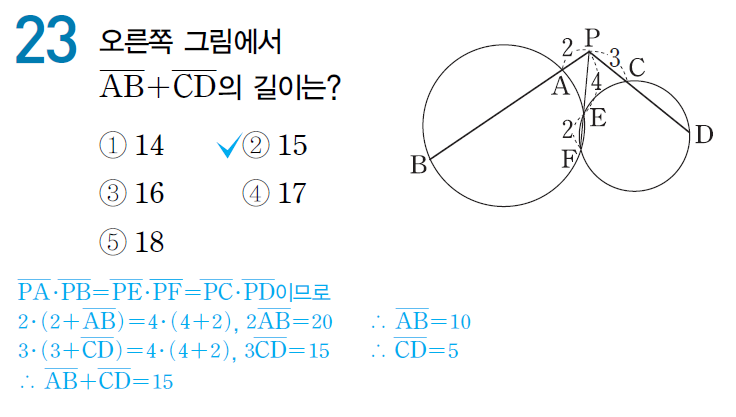 23 오른쪽 그림에서
AB+CD의 길이는?
① 14
② 15
③ 16
④ 17
⑤ 18
2
P
3
C
A
4
E
2
F
B
D
PA·PB=PE·PF=PC·PD이므로
2·(2+AB)=4·(4+2), 2AB=20 ∴ AB=10
3·(3+CD)=4·(4+2), 3CD=15 ∴ CD=5
∴ AB+CD=15